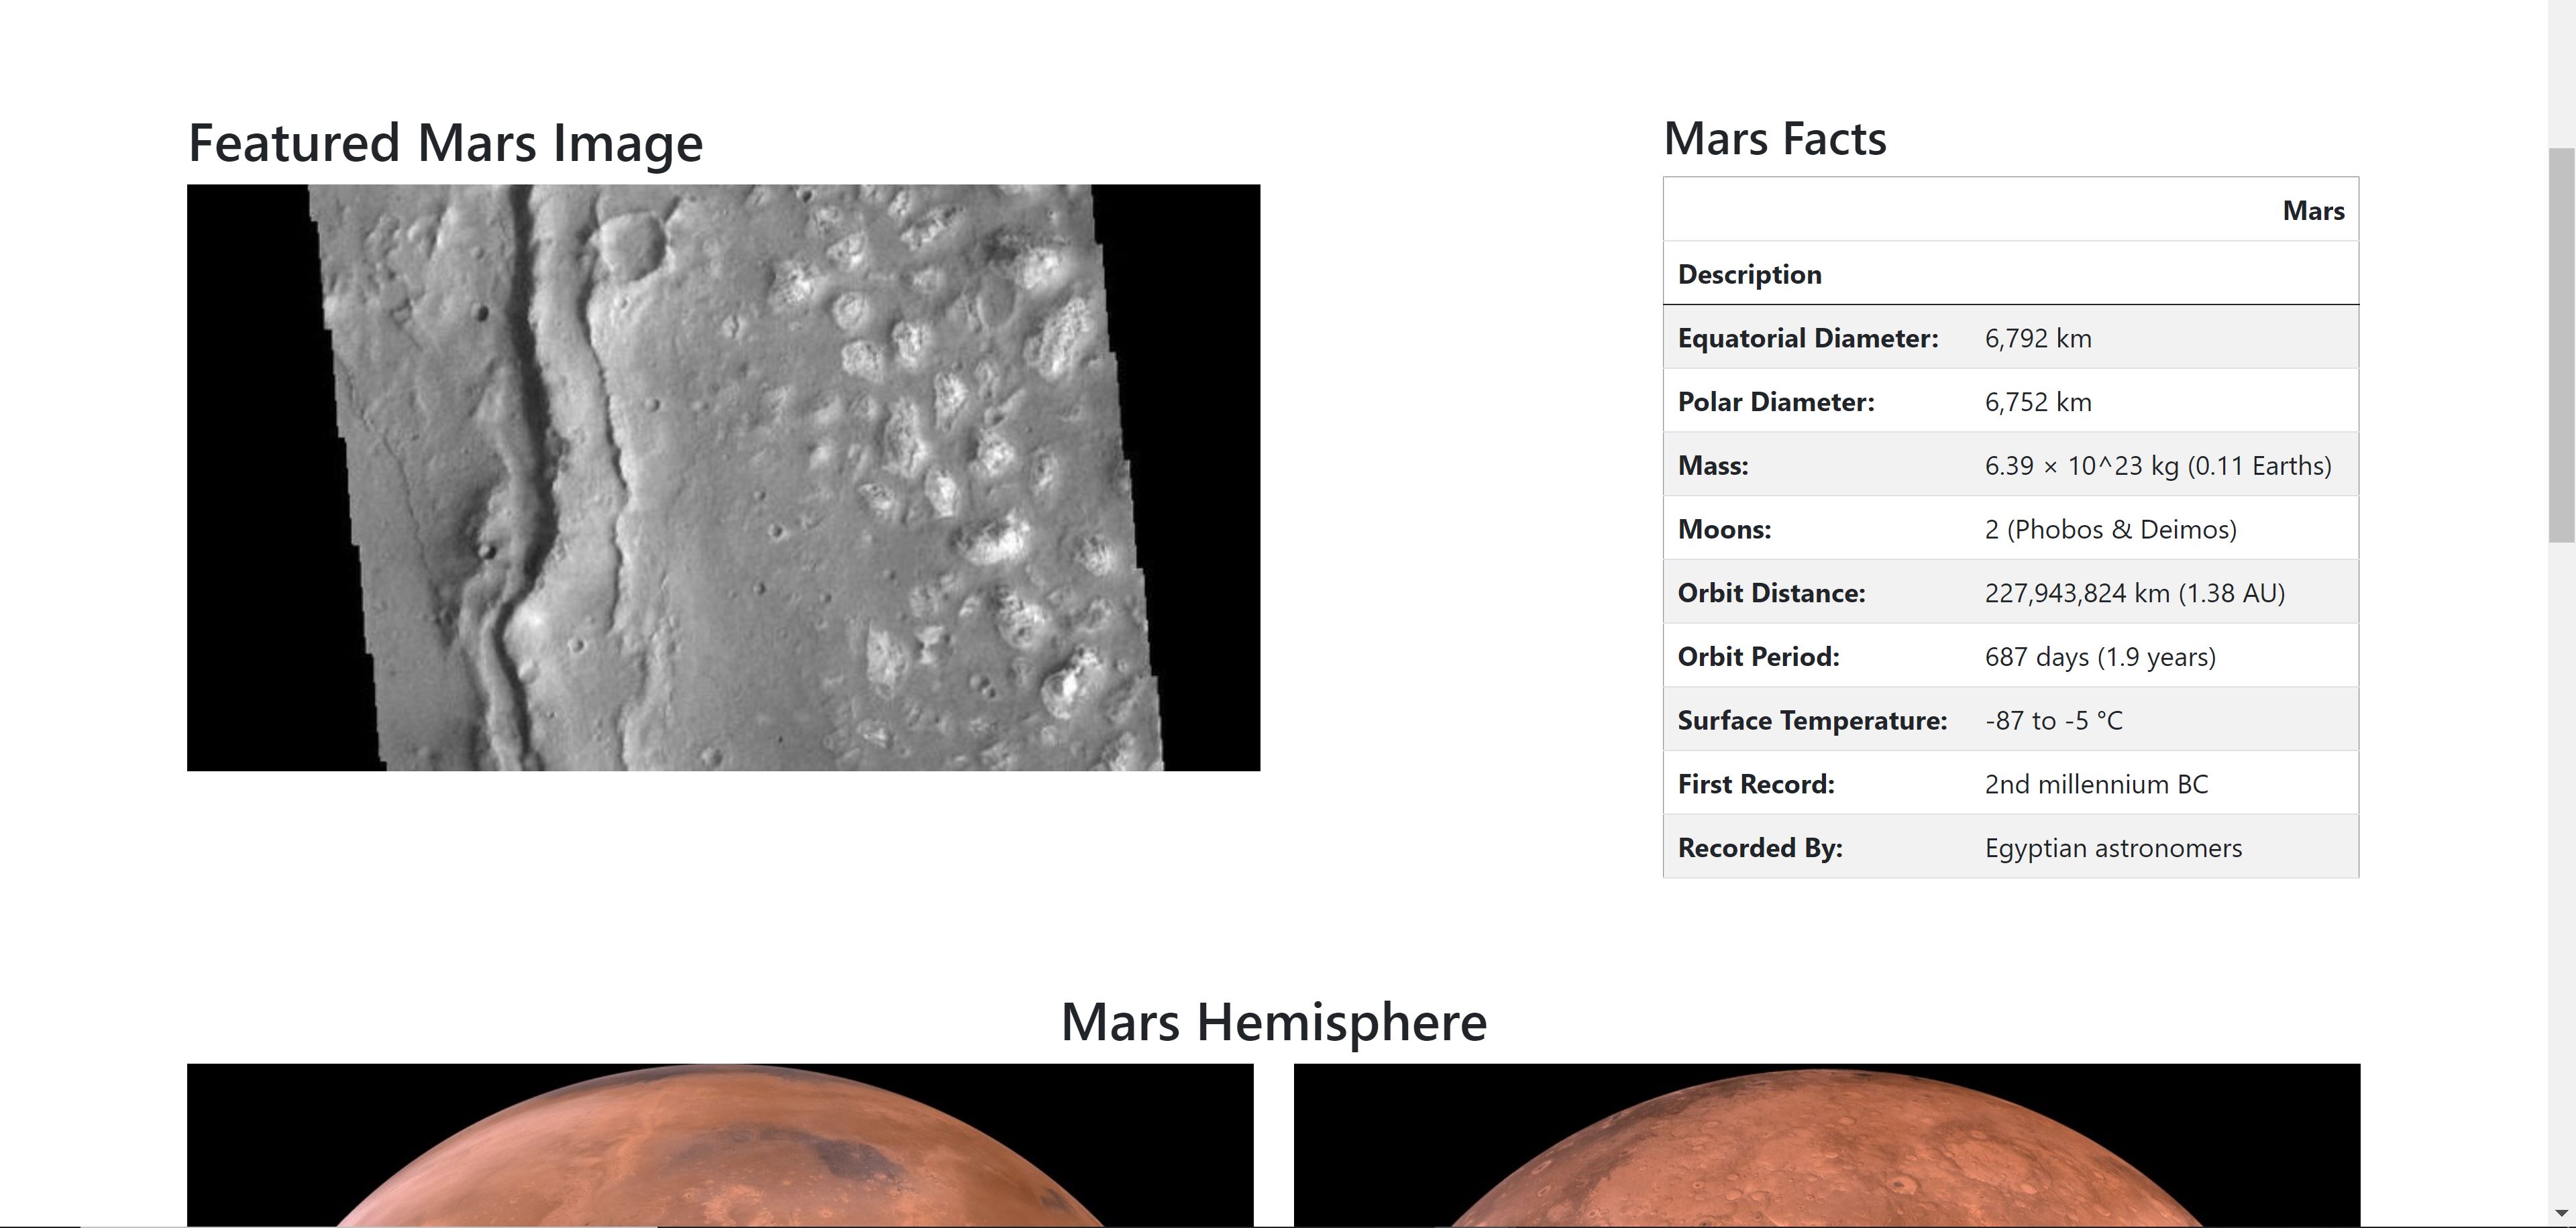 Featured Mars Image
Mars Facts
Mars
Description
Equatorial Diameter: 6,792 km
Polar Diameter: 6,752 km
Mass: 6.39 × 10^23 kg (0.11 Earths)
Moons: 2 (Phobos & Deimos)
Orbit Distance: 227,943,824 km (1.38 AU)
Orbit Period: 687 days (1.9 years)
Surface Temperature: -87 to -5 °C
First Record: 2nd millennium BC
Recorded By: Egyptian astronomers
Mars Hemisphere